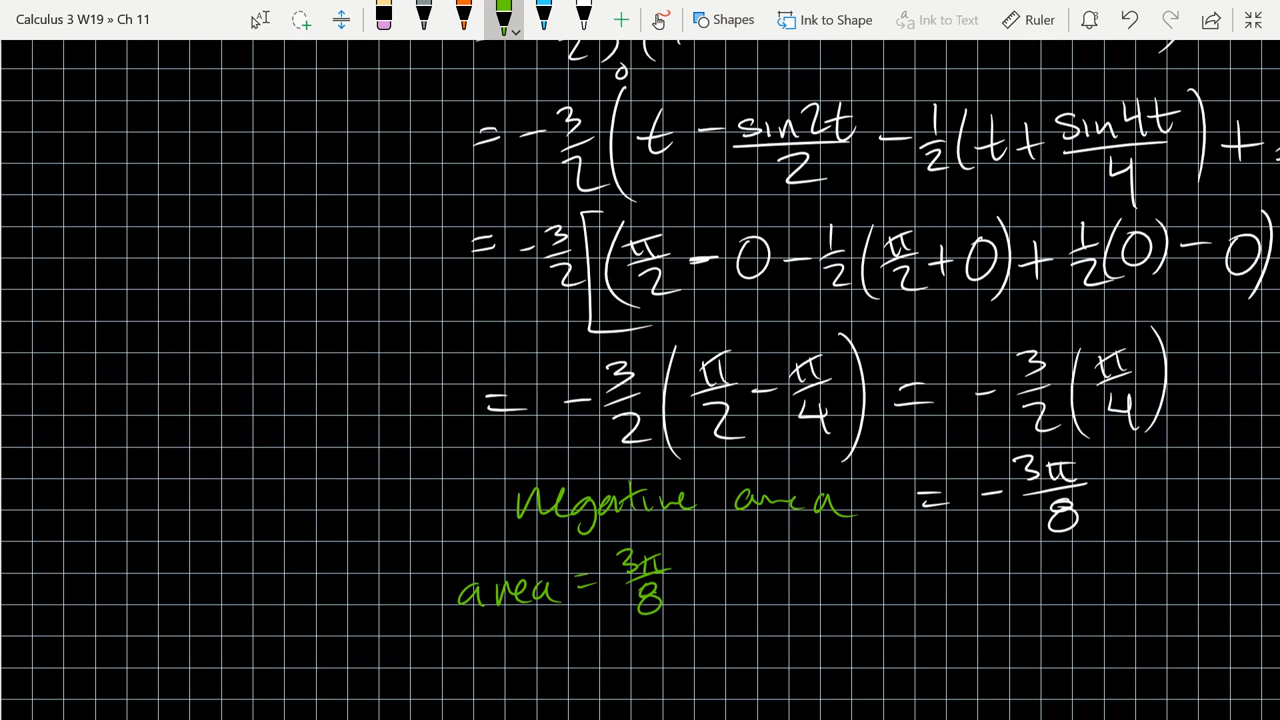 Calculus 3 W19 » Ch 11
Shapes Ink to Shape Ink to Text Ruler
2 0
= -3/2 (t - sin2t/2 - 1/2(t + sin4t/4) +
= -3/2 [(π/2 - 0 - 1/2(π/2 + 0) + 1/2(0) - 0)
= -3/2 (π/2 - π/4) = -3/2 (π/4)
= -3π/8
Negative area
area = 3π/8